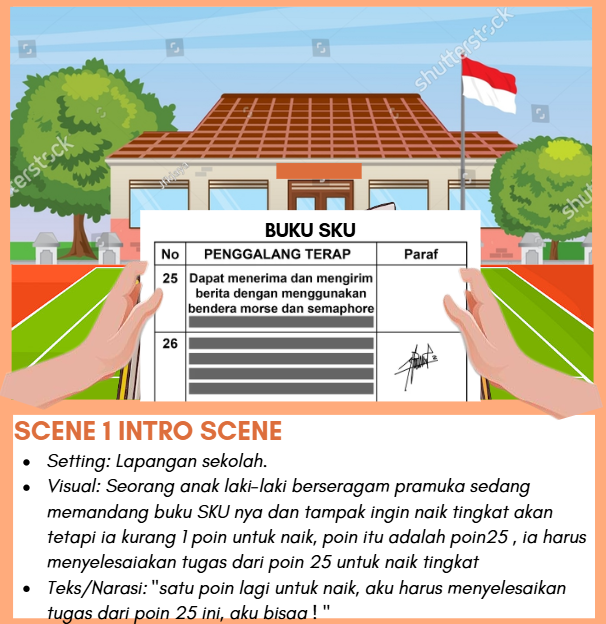 shutterstock
BUKU SKU
No PENGGALANG TERAP Paraf
25 Dapat menerima dan mengirim
berita dengan menggunakan
bendera morse dan semaphore
26
SCENE 1 INTRO SCENE
• Setting: Lapangan sekolah.
• Visual: Seorang anak laki-laki berseragam pramuka sedang
memandang buku SKU nya dan tampak ingin naik tingkat akan
tetapi ia kurang 1 poin untuk naik, poin itu adalah poin25 , ia harus
menyelesaiakan tugas dari poin 25 untuk naik tingkat
• Teks/Narasi: "satu poin lagi untuk naik, aku harus menyelesaikan
tugas dari poin 25 ini, aku bisaa ! "